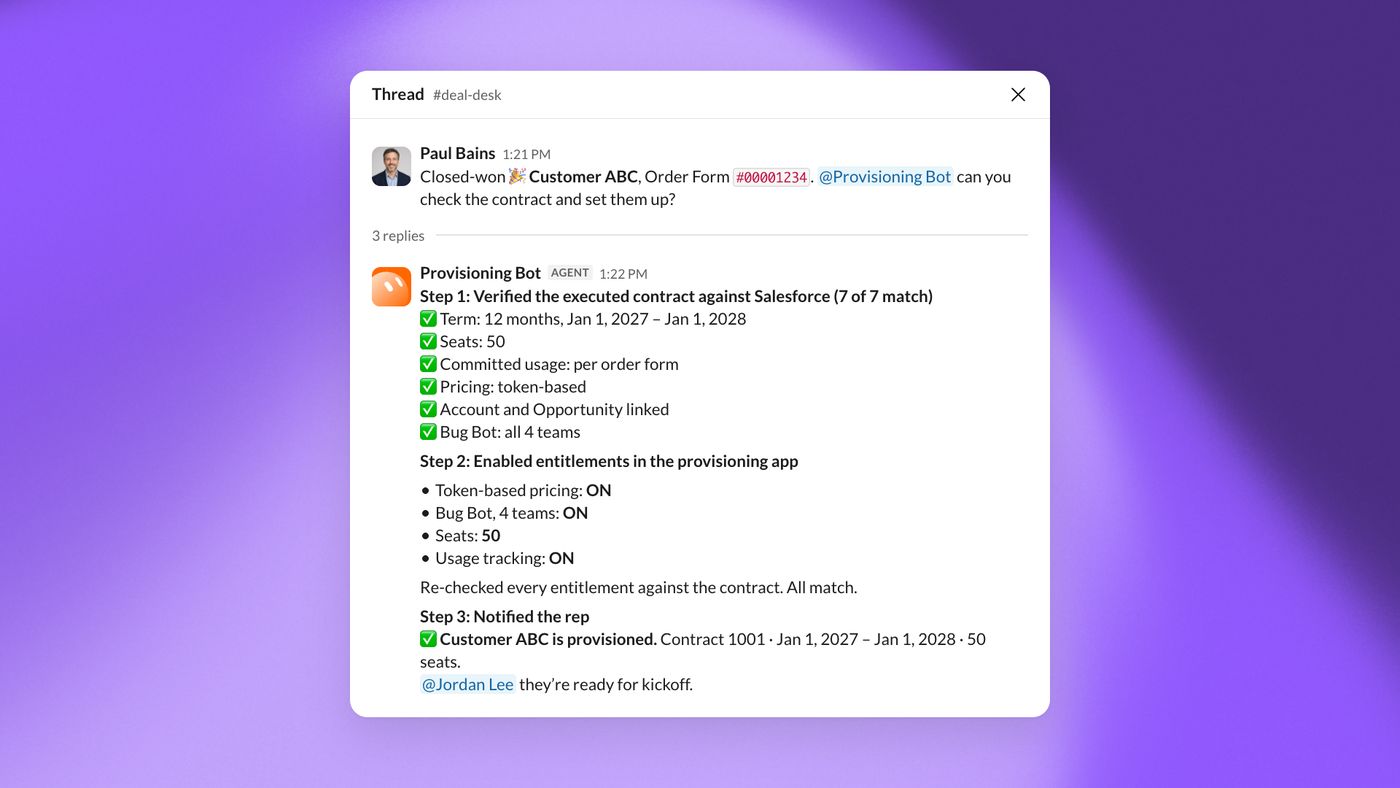 Thread #deal-desk
Paul Bains 1:21 PM
Closed-won 🎉 Customer ABC, Order Form #00001234. @Provisioning Bot can you
check the contract and set them up?
3 replies
Provisioning Bot AGENT 1:22 PM
Step 1: Verified the executed contract against Salesforce (7 of 7 match)
✅ Term: 12 months, Jan 1, 2027 – Jan 1, 2028
✅ Seats: 50
✅ Committed usage: per order form
✅ Pricing: token-based
✅ Account and Opportunity linked
✅ Bug Bot: all 4 teams
Step 2: Enabled entitlements in the provisioning app
• Token-based pricing: ON
• Bug Bot, 4 teams: ON
• Seats: 50
• Usage tracking: ON
Re-checked every entitlement against the contract. All match.
Step 3: Notified the rep
✅ Customer ABC is provisioned. Contract 1001 · Jan 1, 2027 – Jan 1, 2028 · 50
seats.
@Jordan Lee they’re ready for kickoff.